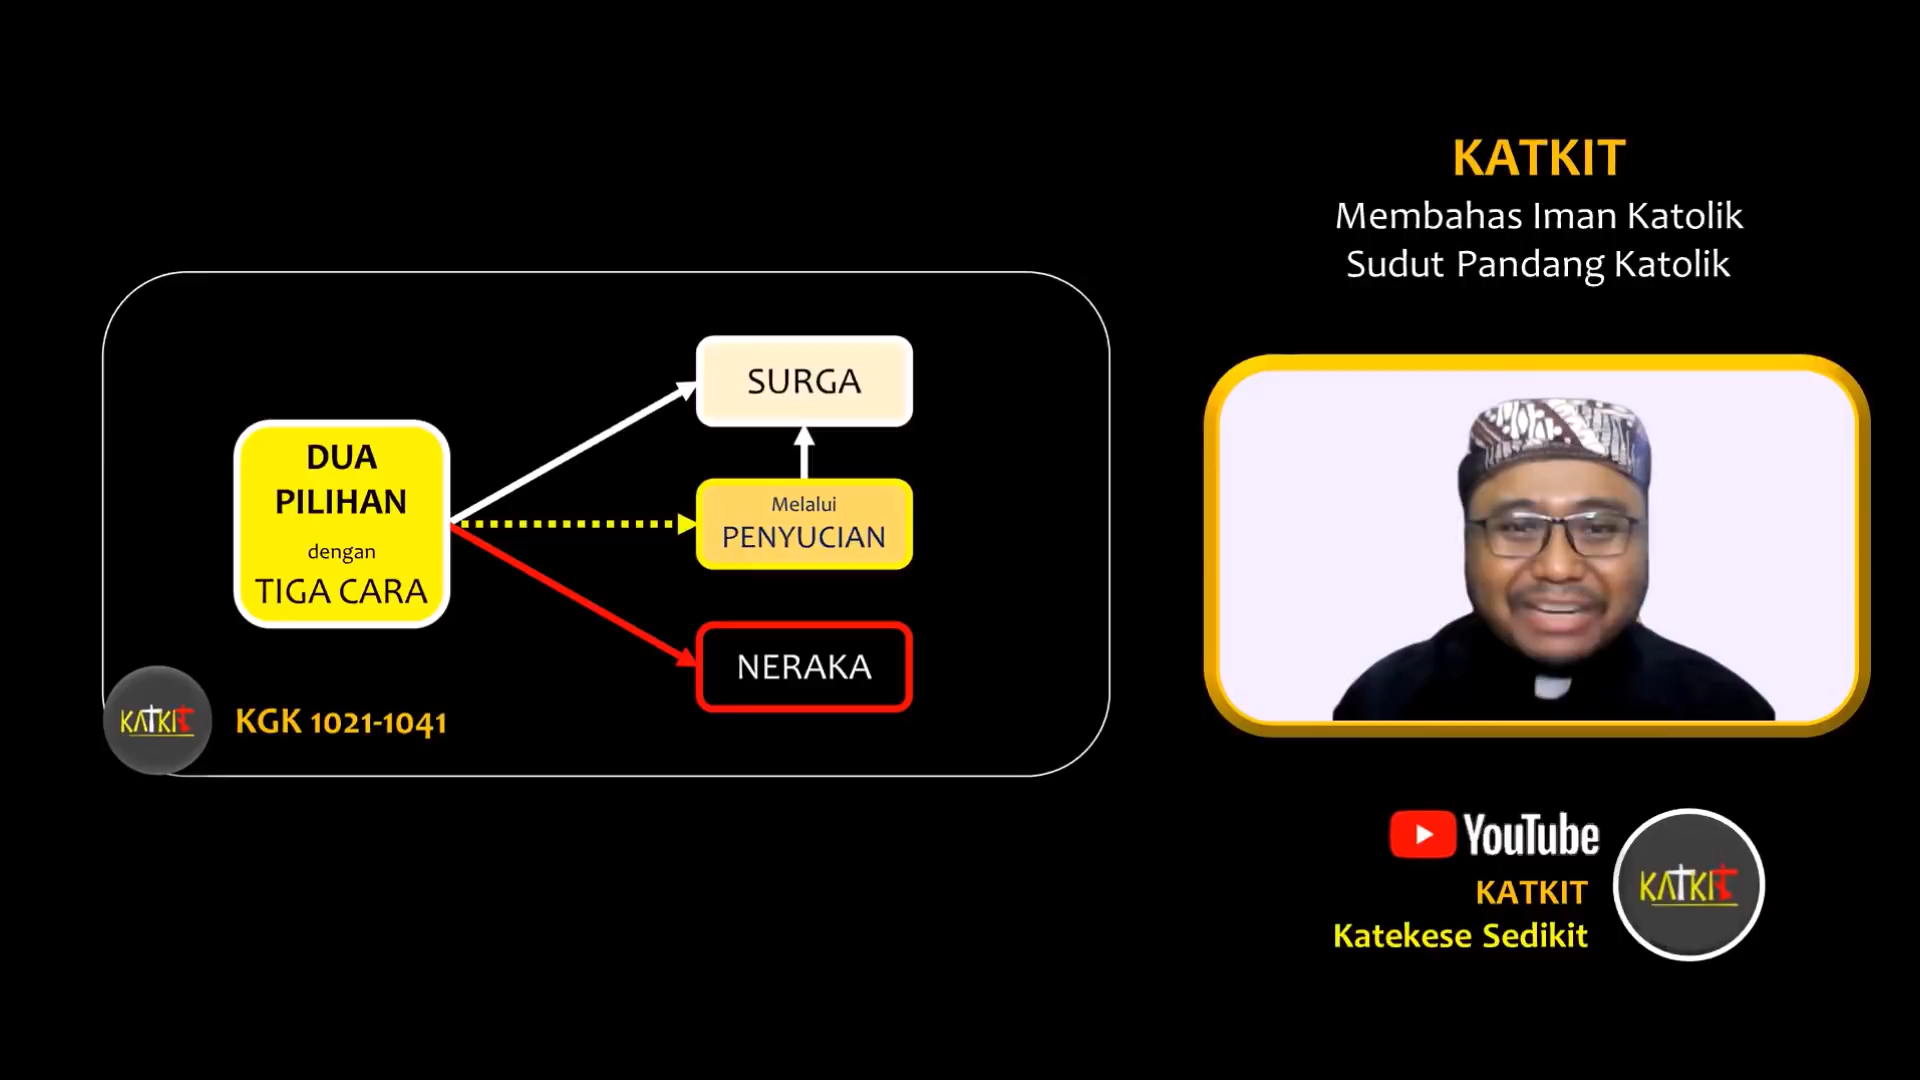 KATKIT
Membahas Iman Katolik
Sudut Pandang Katolik
DUA
PILIHAN
dengan
TIGA CARA
SURGA
Melalui
PENYUCIAN
NERAKA
KATKIT
KGK 1021-1041
YouTube
KATKIT
Katekese Sedikit
KATKIT